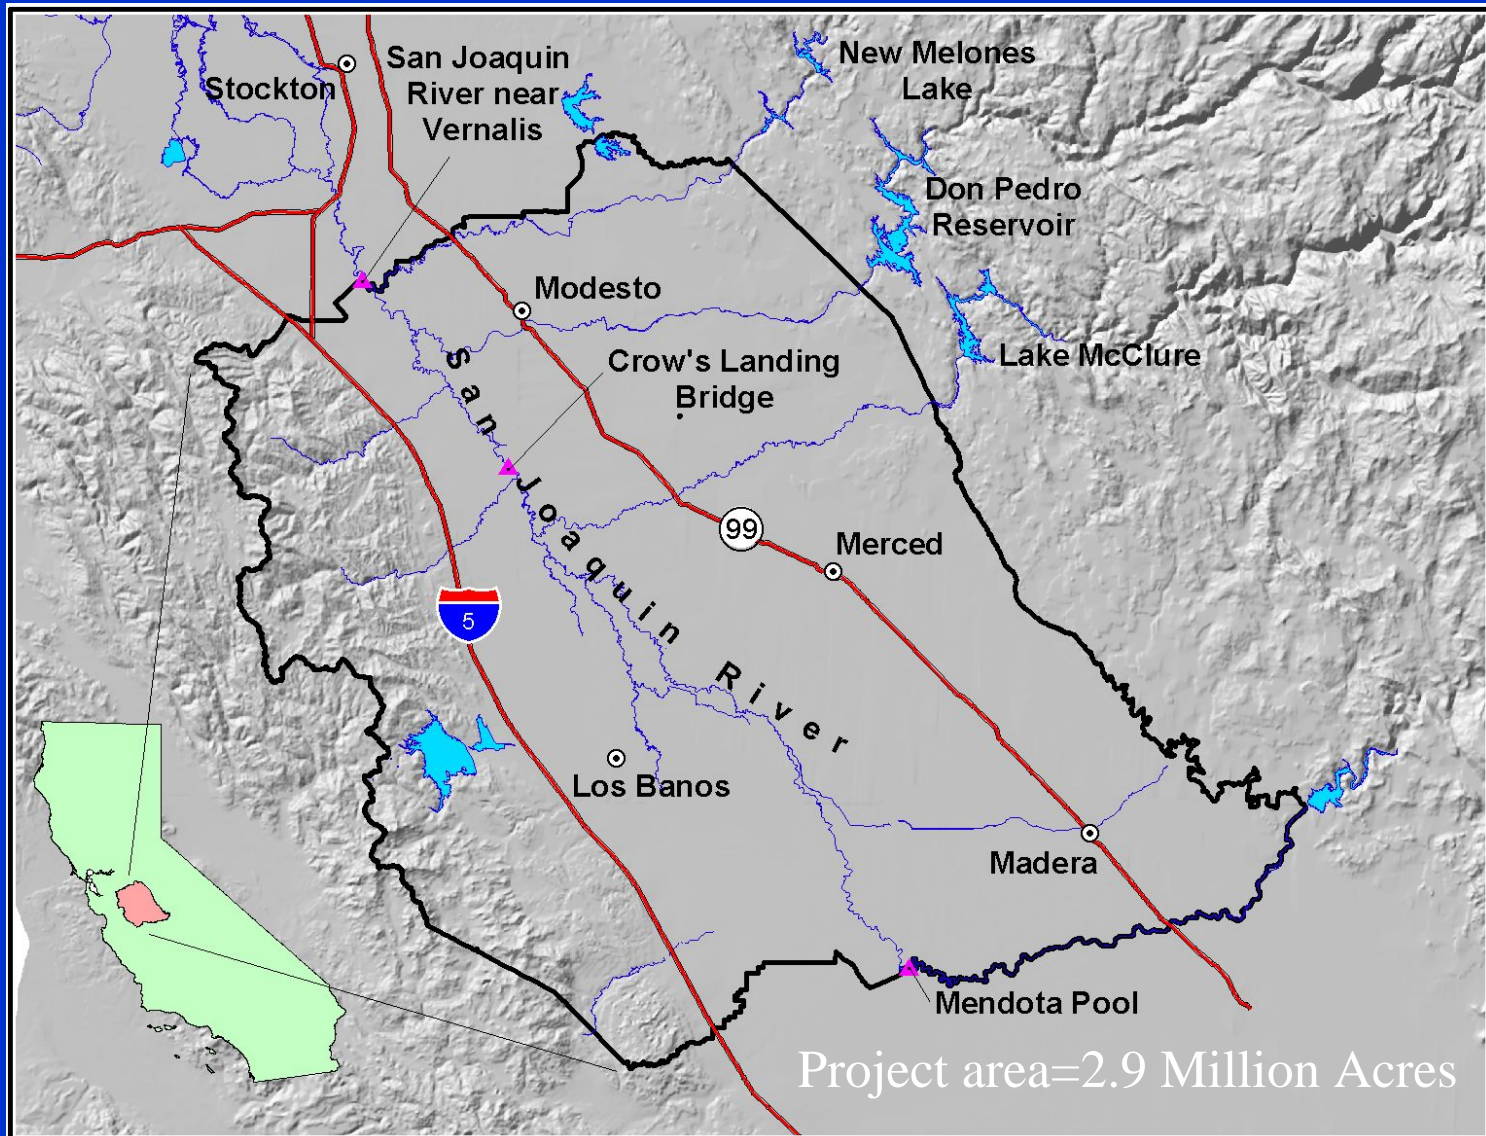 Stockton
San Joaquin
River near
Vernalis
New Melones
Lake
Don Pedro
Reservoir
Modesto
Lake McClure
Crow's Landing
Bridge
San Joaquin River
99
Merced
5
Los Banos
Madera
Mendota Pool
Project area=2.9 Million Acres